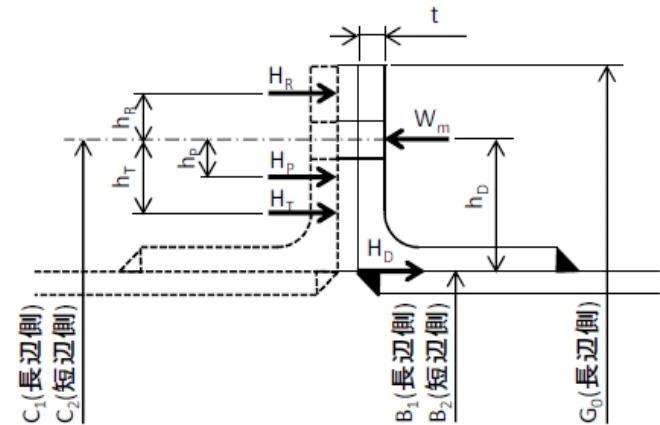 t
H_R
h_R
W_m
h_P
h_T
H_P
h_D
H_T
H_D
C_1(長辺側)
C_2(短辺側)
B_1(長辺側)
B_2(短辺側)
G_0(長辺側)